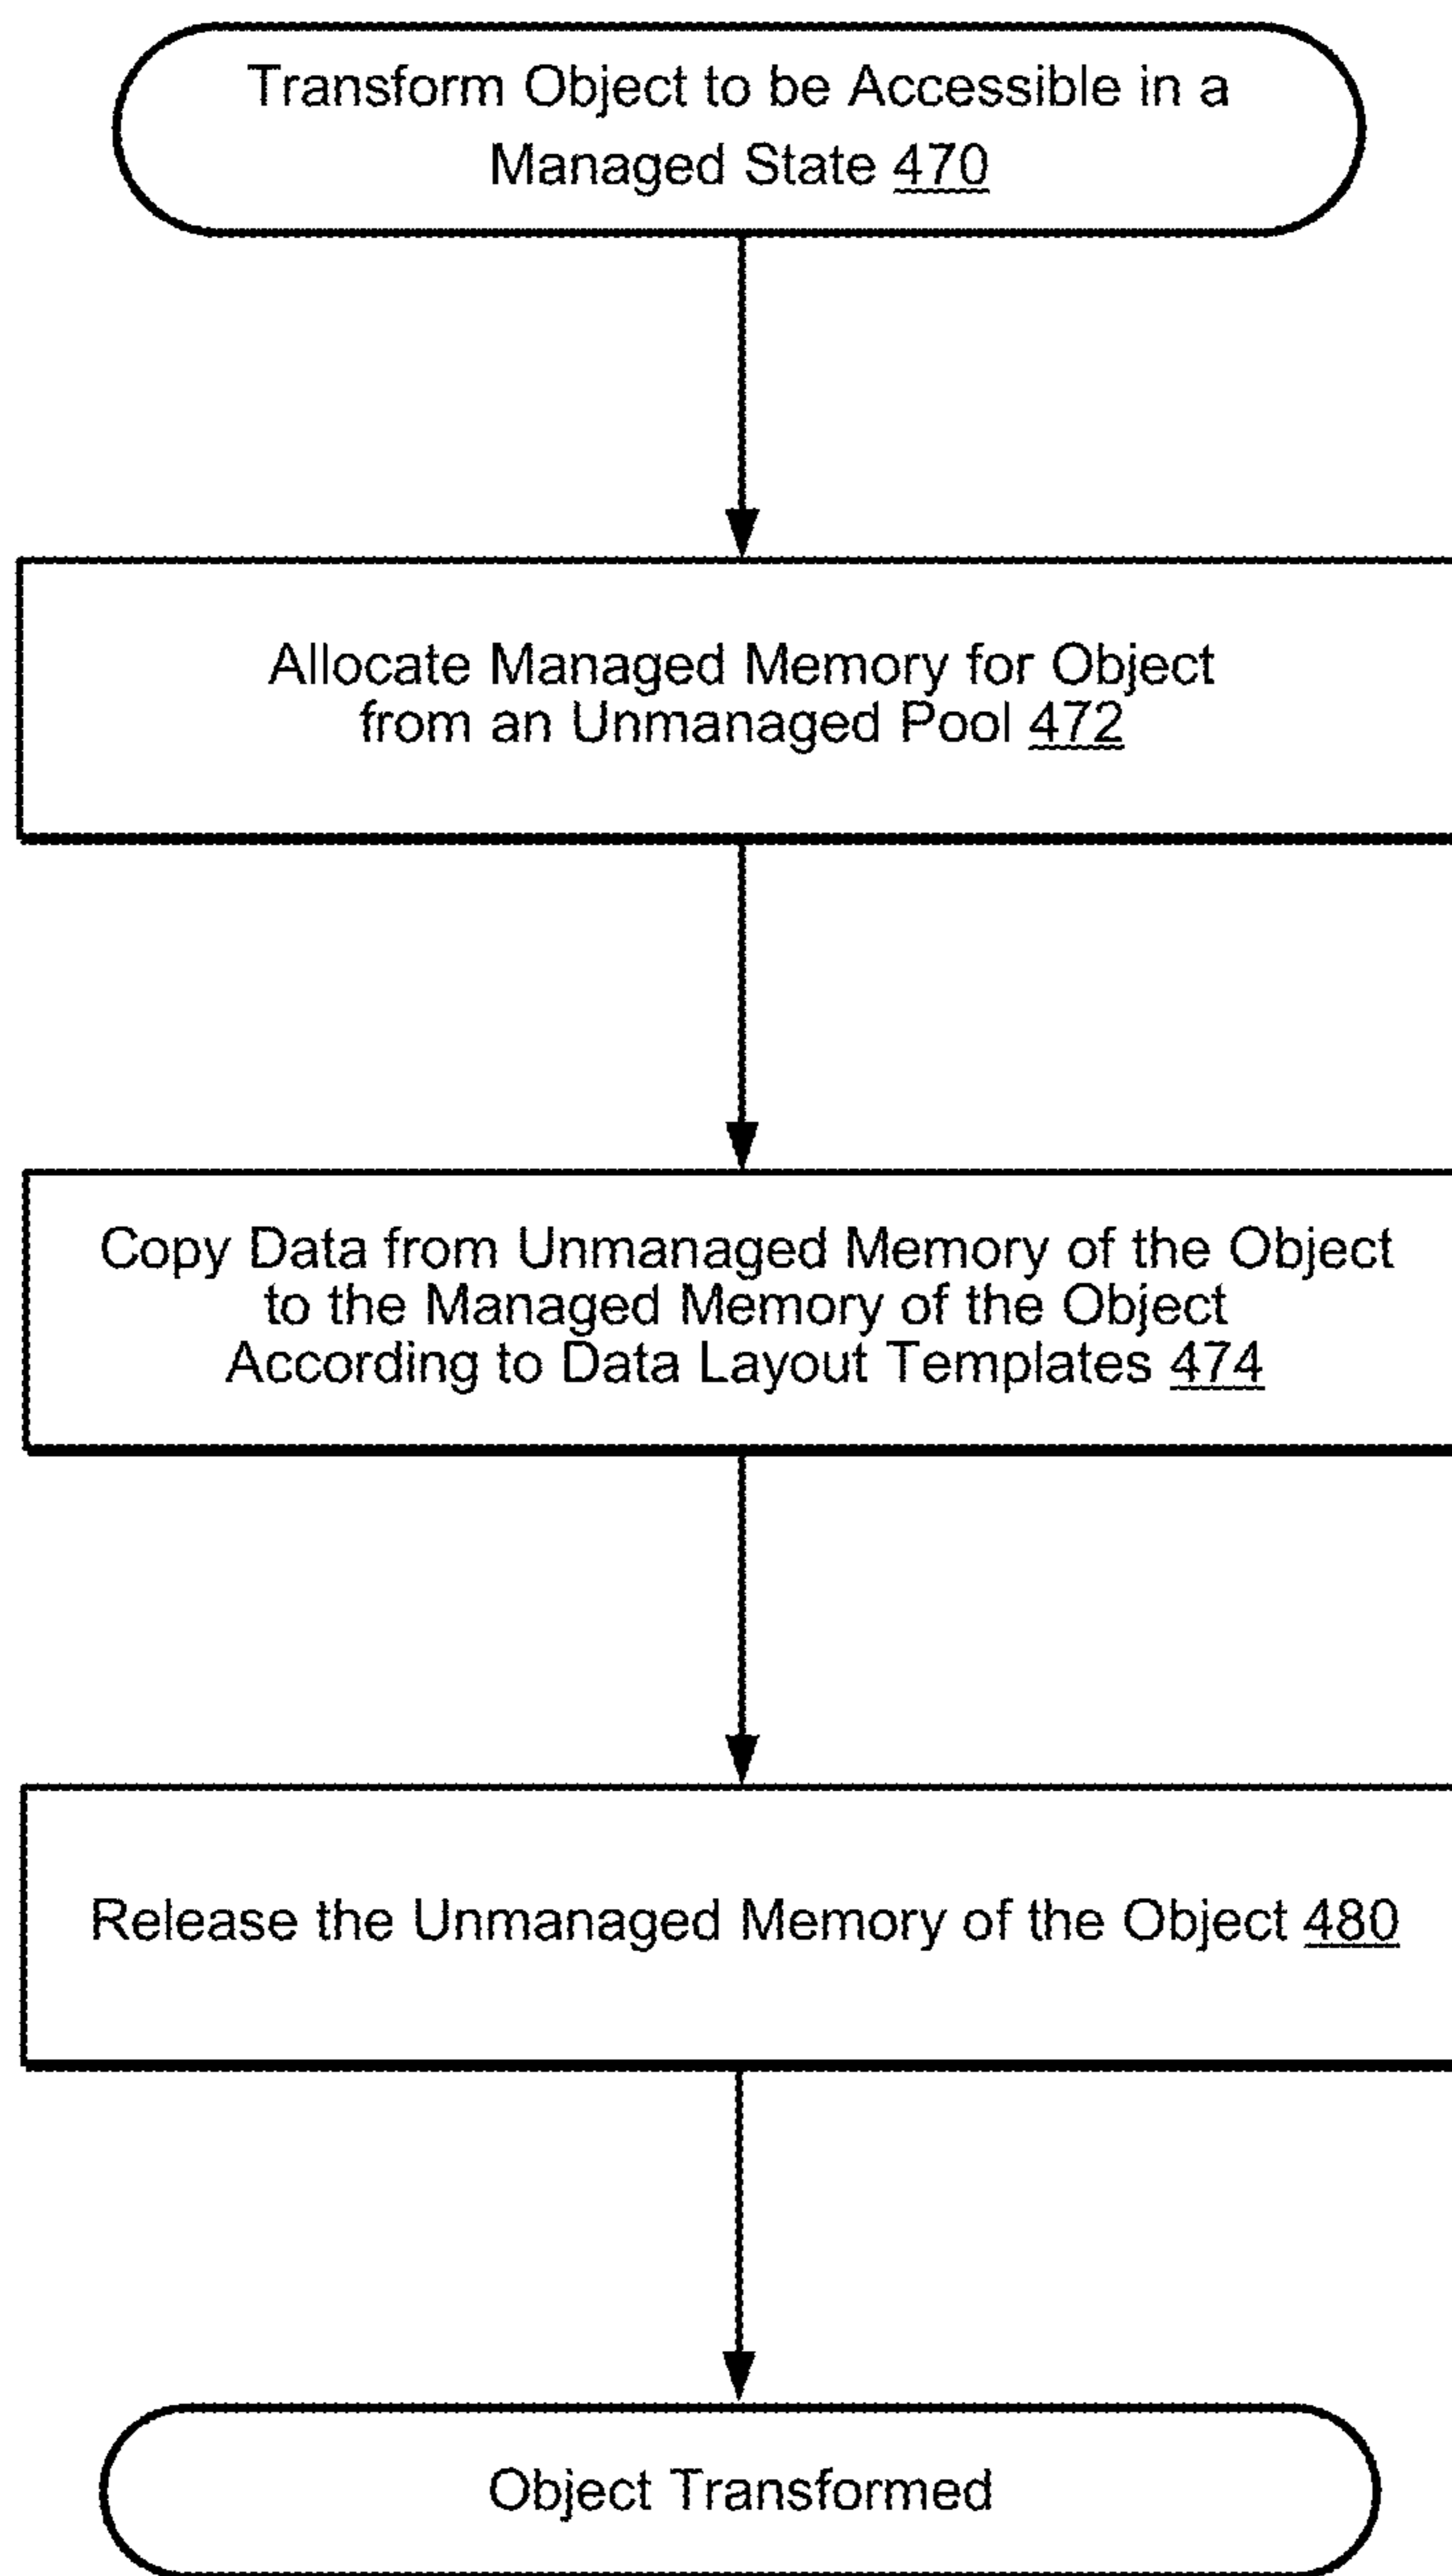 Transform Object to be Accessible in a
Managed State 470
Allocate Managed Memory for Object
from an Unmanaged Pool 472
Copy Data from Unmanaged Memory of the Object
to the Managed Memory of the Object
According to Data Layout Templates 474
Release the Unmanaged Memory of the Object 480
Object Transformed